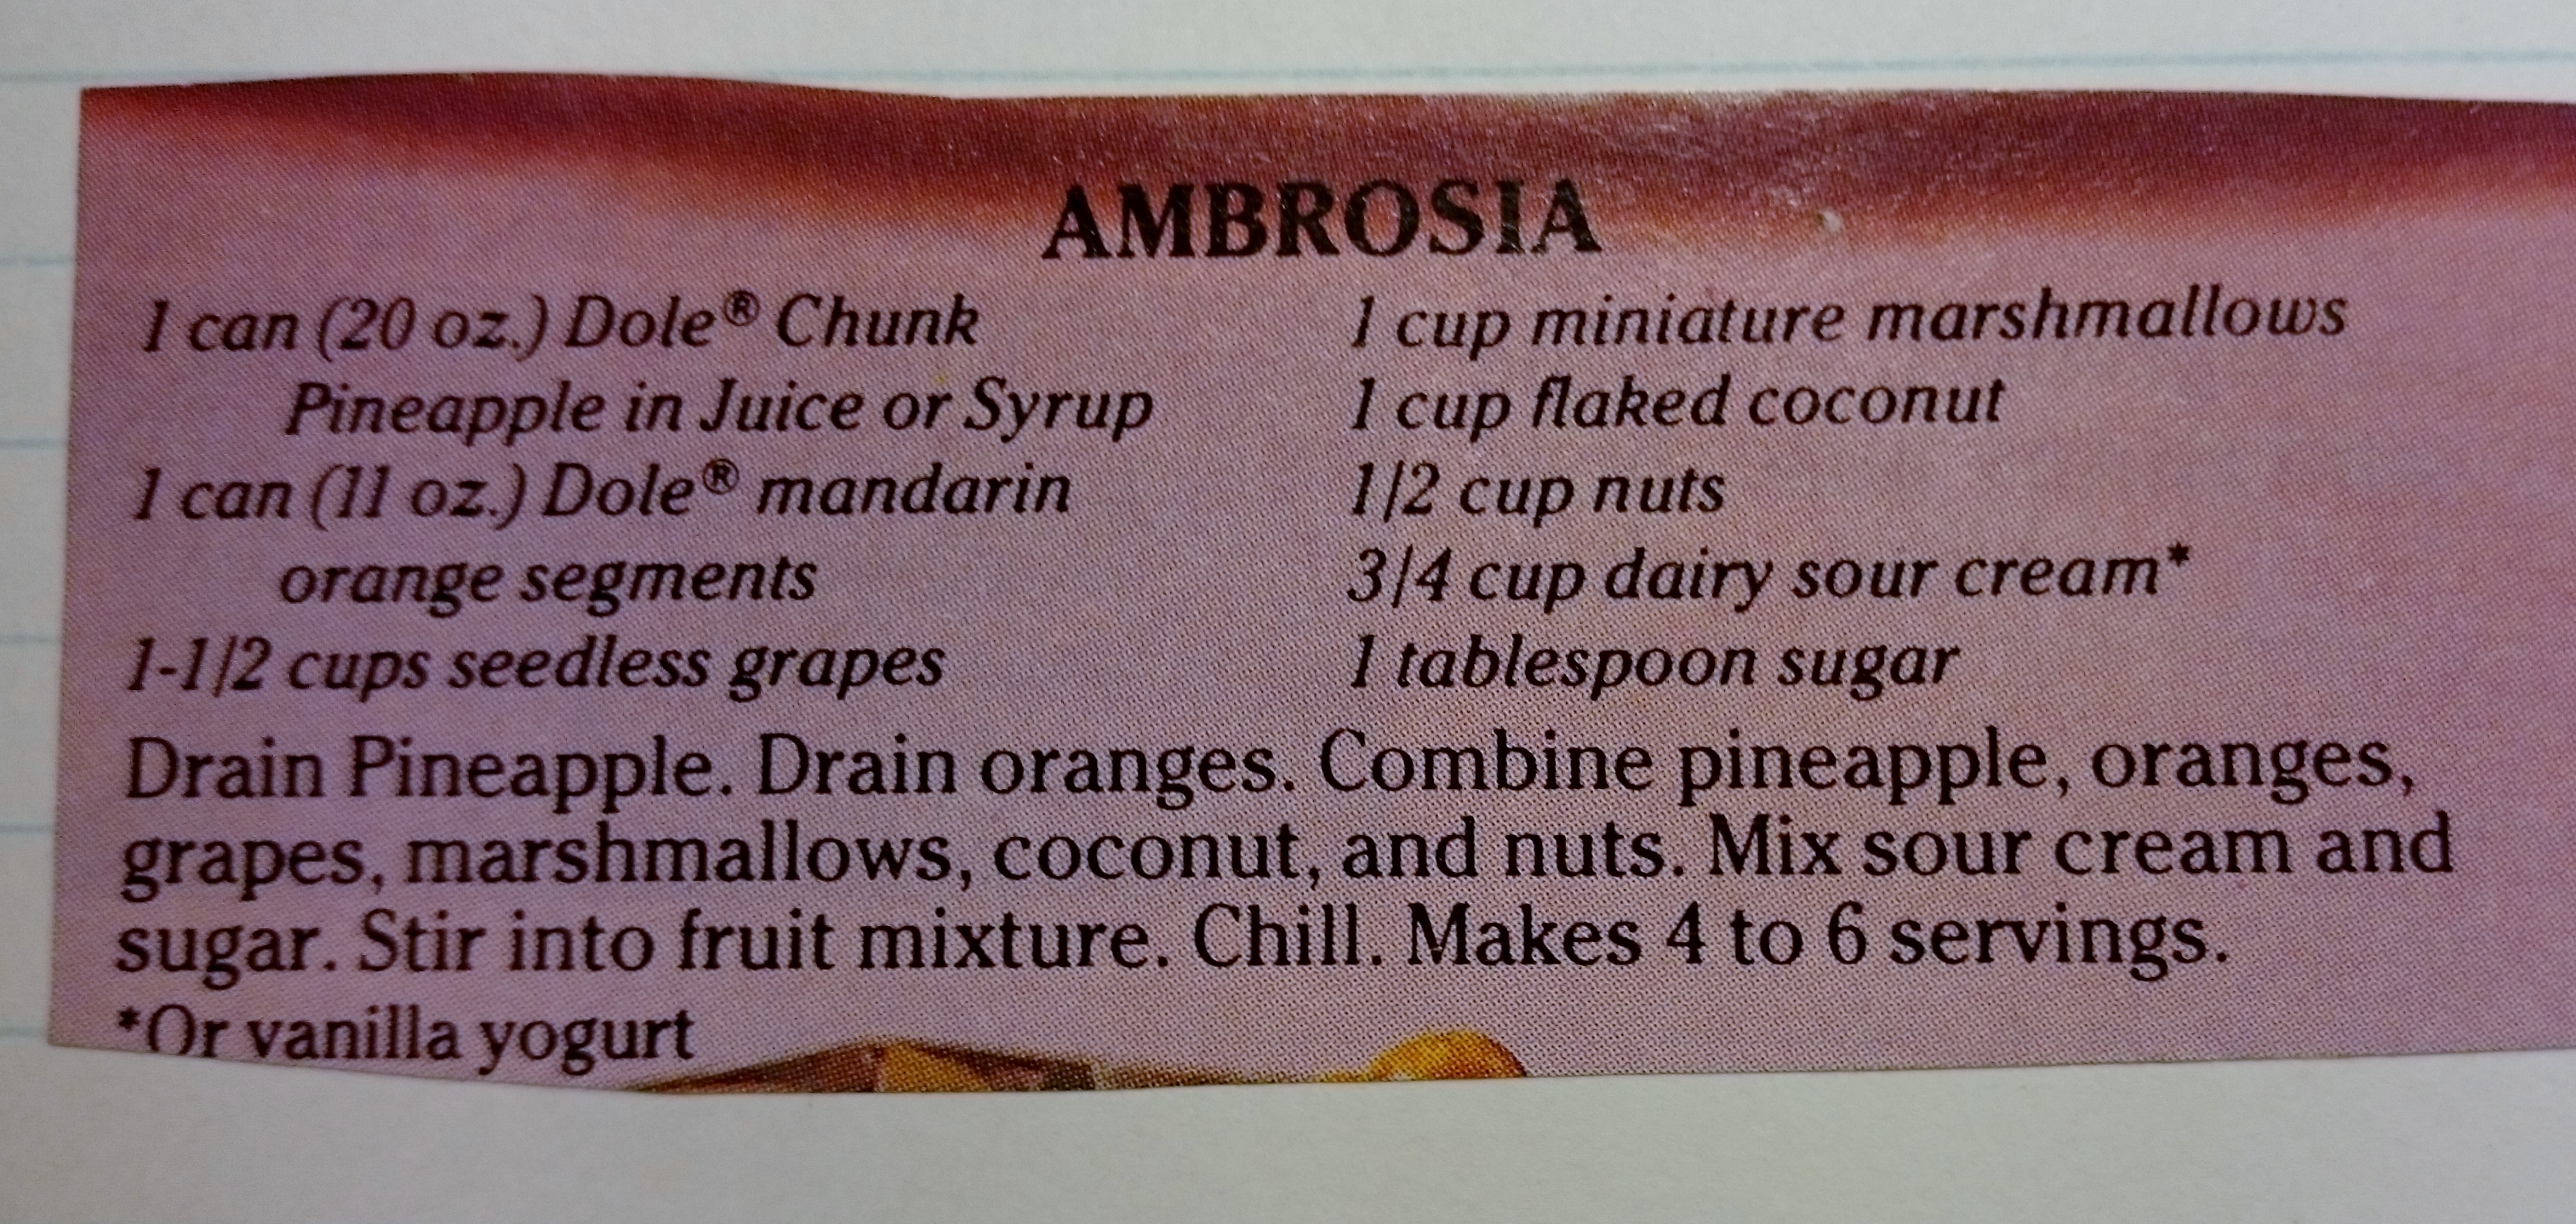 AMBROSIA
1 can (20 oz.) Dole® Chunk
Pineapple in Juice or Syrup
1 can (11 oz.) Dole® mandarin
orange segments
1-1/2 cups seedless grapes
1 cup miniature marshmallows
1 cup flaked coconut
1/2 cup nuts
3/4 cup dairy sour cream*
1 tablespoon sugar
Drain Pineapple. Drain oranges. Combine pineapple, oranges,
grapes, marshmallows, coconut, and nuts. Mix sour cream and
sugar. Stir into fruit mixture. Chill. Makes 4 to 6 servings.
*Or vanilla yogurt